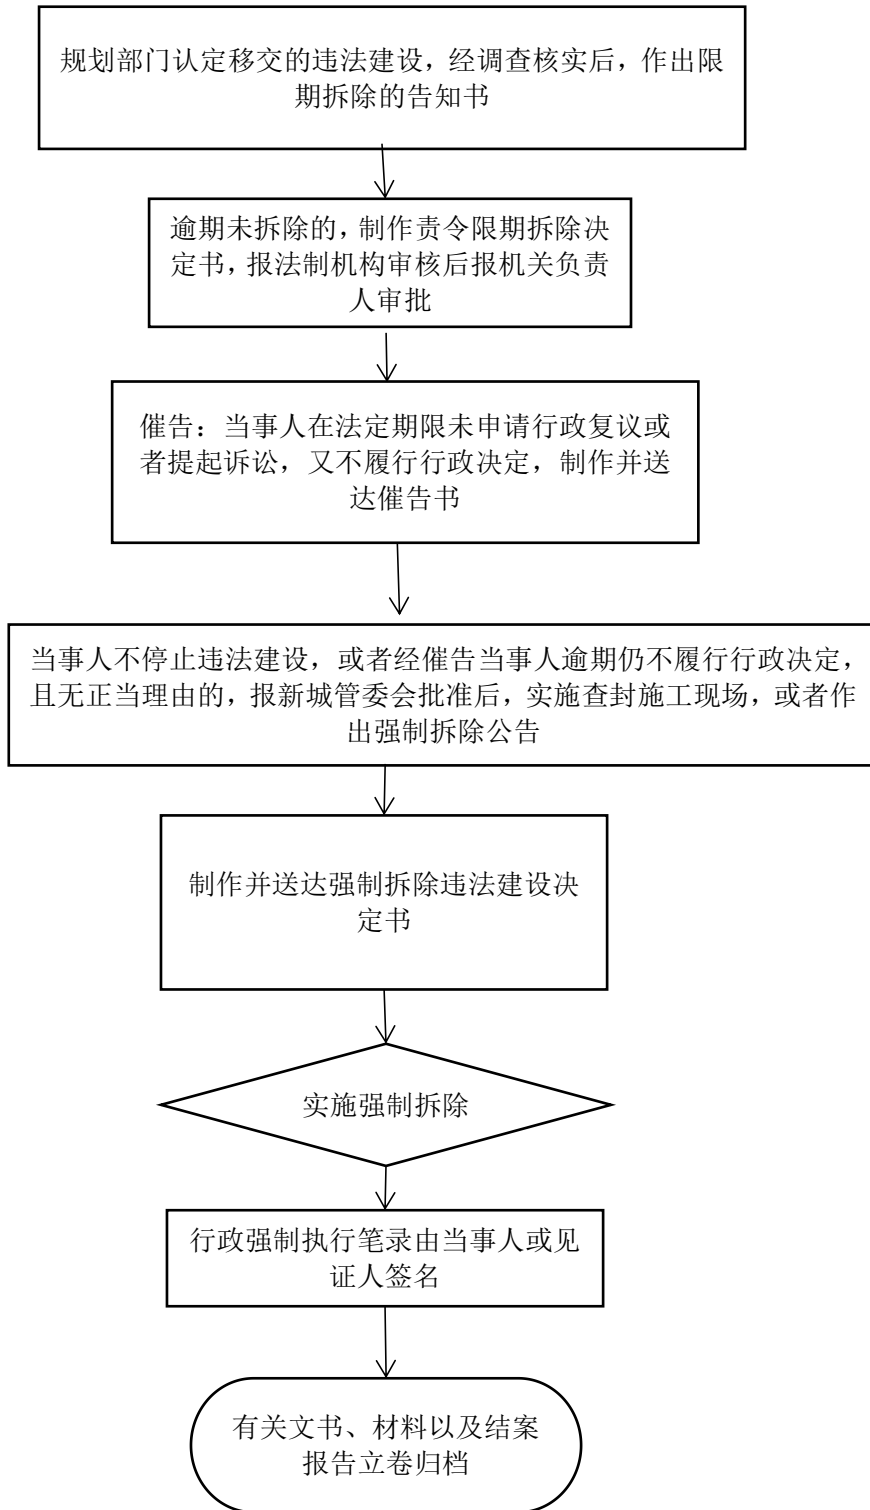 规划部门认定移交的违法建设，经调查核实后，作出限
期拆除的告知书
逾期未拆除的，制作责令限期拆除决
定书，报法制机构审核后报机关负责
人审批
催告：当事人在法定期限未申请行政复议或
者提起诉讼，又不履行行政决定，制作并送
达催告书
当事人不停止违法建设，或者经催告当事人逾期仍不履行行政决定，
且无正当理由的，报新城管委会批准后，实施查封施工现场，或者作
出强制拆除公告
制作并送达强制拆除违法建设决
定书
实施强制拆除
行政强制执行笔录由当事人或见
证人签名
有关文书、材料以及结案
报告立卷归档